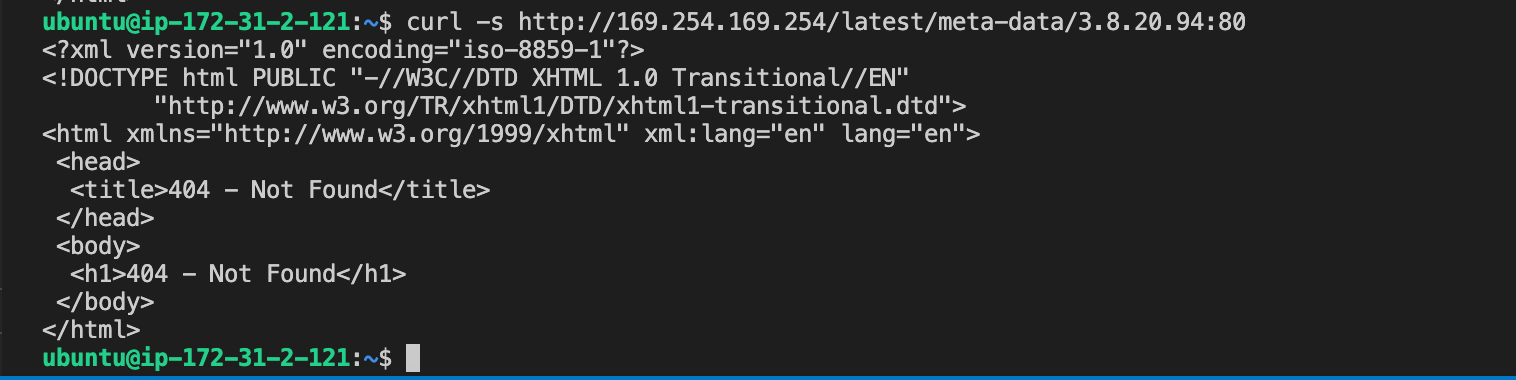 </html>
ubuntu@ip-172-31-2-121:~$ curl -s http://169.254.169.254/latest/meta-data/3.8.20.94:80
<?xml version="1.0" encoding="iso-8859-1"?>
<!DOCTYPE html PUBLIC "-//W3C//DTD XHTML 1.0 Transitional//EN"
        "http://www.w3.org/TR/xhtml1/DTD/xhtml1-transitional.dtd">
<html xmlns="http://www.w3.org/1999/xhtml" xml:lang="en" lang="en">
 <head>
  <title>404 - Not Found</title>
 </head>
 <body>
  <h1>404 - Not Found</h1>
 </body>
</html>
ubuntu@ip-172-31-2-121:~$